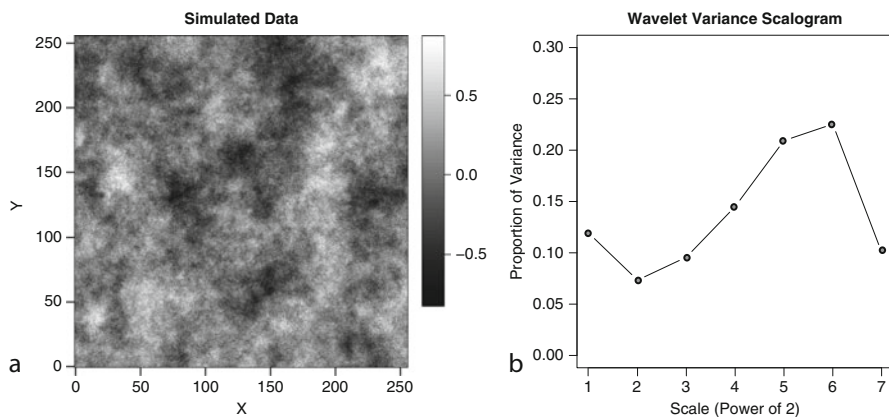 Simulated Data
250
200
150
100
50
0
Y
0 50 100 150 200 250
X
0.5
0.0
−0.5
a
Wavelet Variance Scalogram
0.30
0.25
0.20
0.15
0.10
0.05
0.00
Proportion of Variance
1 2 3 4 5 6 7
Scale (Power of 2)
b